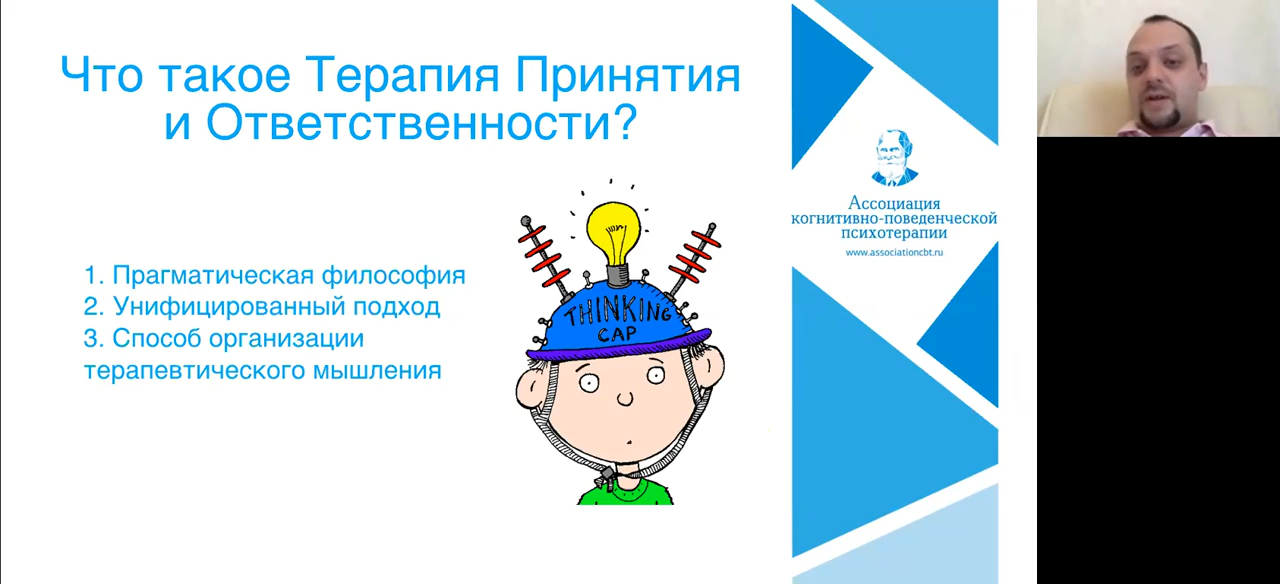 Что такое Терапия Принятия
и Ответственности?
1. Прагматическая философия
2. Унифицированный подход
3. Способ организации
терапевтического мышления
THINKING
CAP
Ассоциация
когнитивно-поведенческой
психотерапии
www.associationcbt.ru